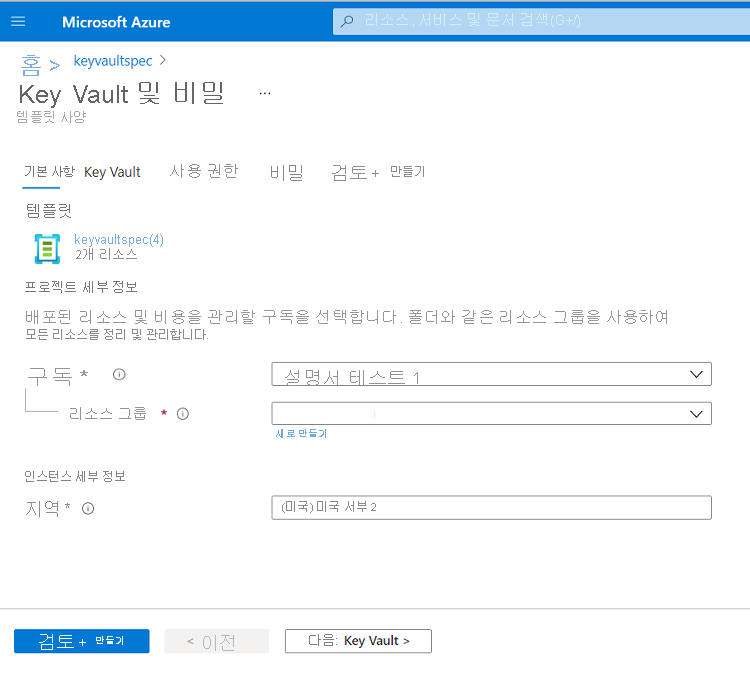 Microsoft Azure
리소스, 서비스 및 문서 검색(G+/)
홈 > keyvaultspec >
Key Vault 및 비밀 ...
템플릿 사양
기본 사항 Key Vault 사용 권한 비밀 검토 + 만들기
템플릿
keyvaultspec(4)
2개 리소스
프로젝트 세부 정보
배포된 리소스 및 비용을 관리할 구독을 선택합니다. 폴더와 같은 리소스 그룹을 사용하여
모든 리소스를 정리 및 관리합니다.
구독 * 설명서 테스트 1
리소스 그룹 *
새로 만들기
인스턴스 세부 정보
지역 * (미국) 미국 서부 2
검토 + 만들기 < 이전 다음: Key Vault >